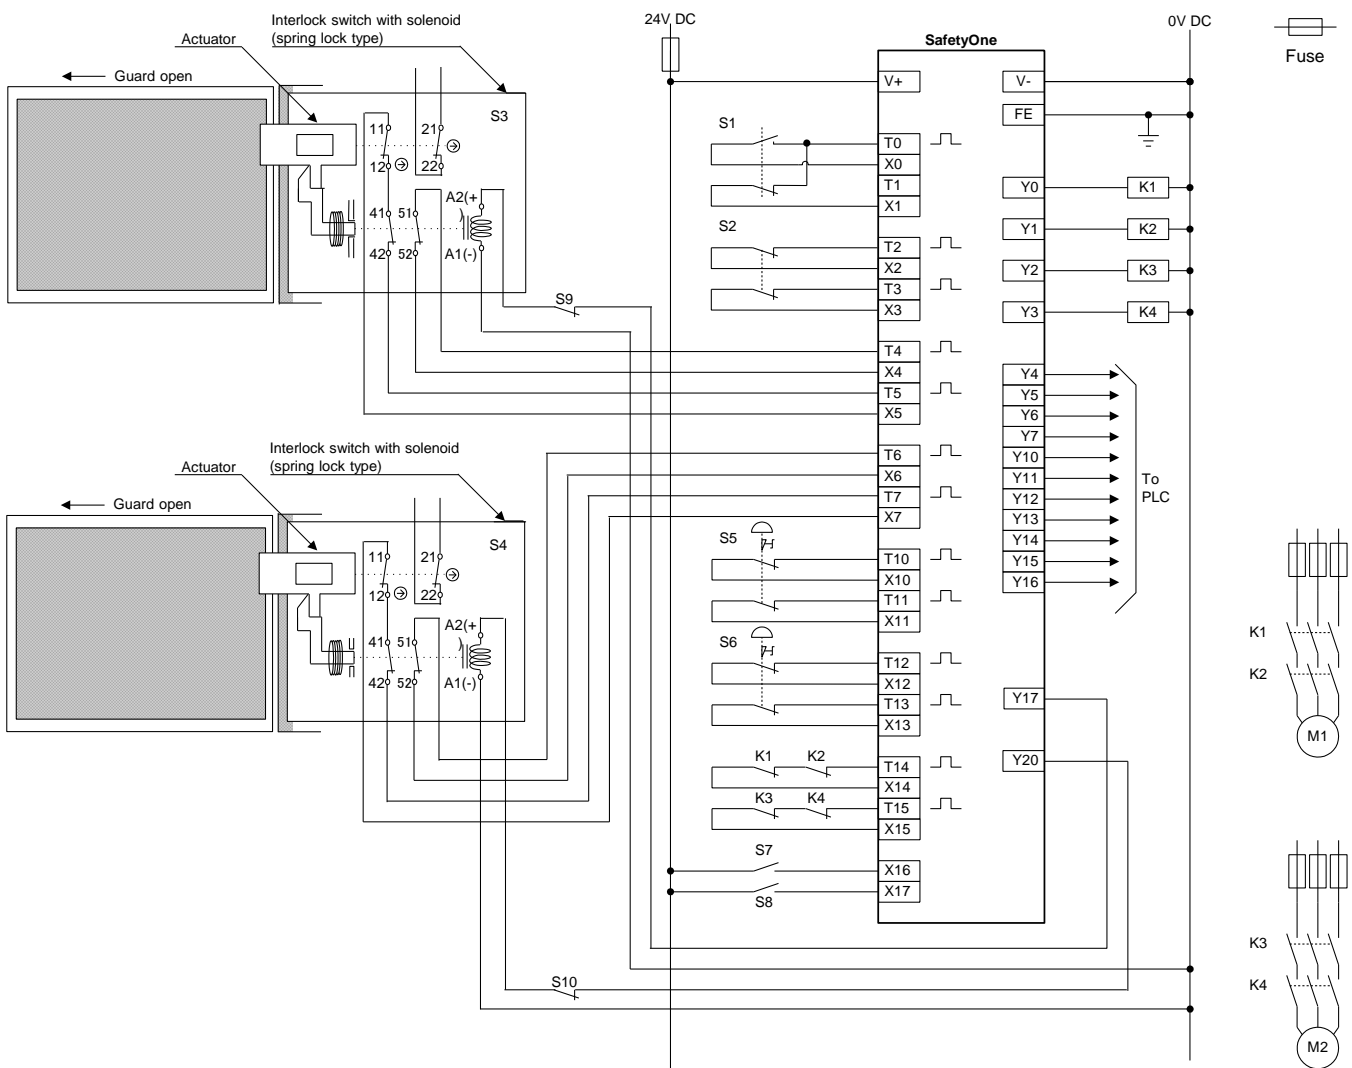 24V DC
0V DC
Fuse
SafetyOne
Interlock switch with solenoid
(spring lock type)
Actuator
Guard open
S3
11
21
12
22
A2(+
)
41
51
42
52
A1(-)
S9
S1
S2
V+
T0
X0
T1
X1
T2
X2
T3
X3
T4
X4
T5
X5
T6
X6
T7
X7
T10
X10
T11
X11
T12
X12
T13
X13
T14
X14
T15
X15
X16
X17
V-
FE
Y0
K1
Y1
K2
Y2
K3
Y3
K4
Y4
Y5
Y6
Y7
Y10
Y11
Y12
Y13
Y14
Y15
Y16
To
PLC
Y17
Y20
Interlock switch with solenoid
(spring lock type)
Actuator
Guard open
S4
11
21
12
22
A2(+
)
41
51
42
52
A1(-)
S5
S6
K1
K2
K3
K4
S7
S8
S10
K1
K2
M1
K3
K4
M2